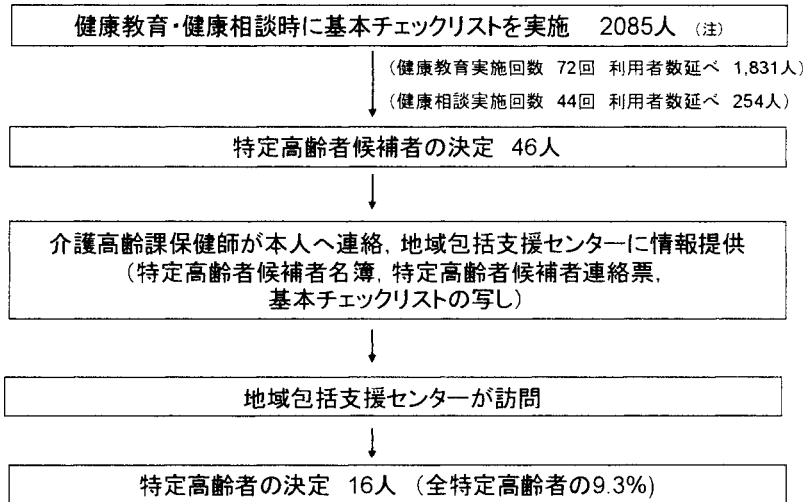 健康教育・健康相談時に基本チェックリストを実施　2085人 (注)
(健康教育実施回数 72回 利用者数延べ 1,831人)
(健康相談実施回数 44回 利用者数延べ 254人)
特定高齢者候補者の決定 46人
介護高齢課保健師が本人へ連絡, 地域包括支援センターに情報提供
(特定高齢者候補者名簿, 特定高齢者候補者連絡票,
基本チェックリストの写し)
地域包括支援センターが訪問
特定高齢者の決定 16人 (全特定高齢者の9.3%)